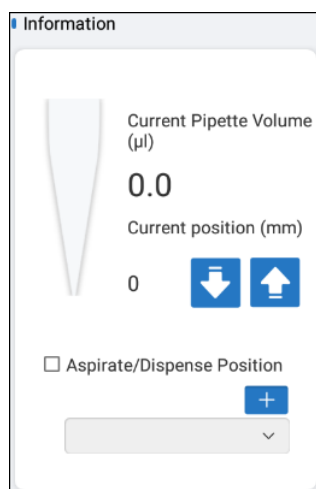 Information
Current Pipette Volume
(µl)
0.0
Current position (mm)
0
Aspirate/Dispense Position
+